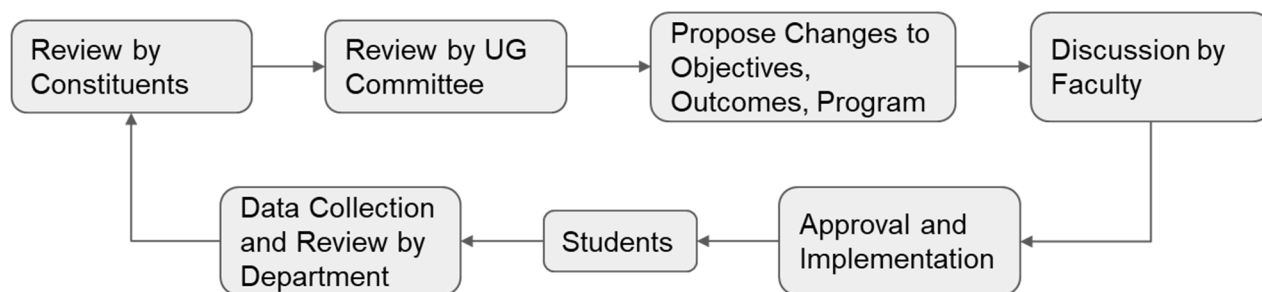 Review by
Constituents
Review by UG
Committee
Propose Changes to
Objectives,
Outcomes, Program
Discussion by
Faculty
Data Collection
and Review by
Department
Students
Approval and
Implementation